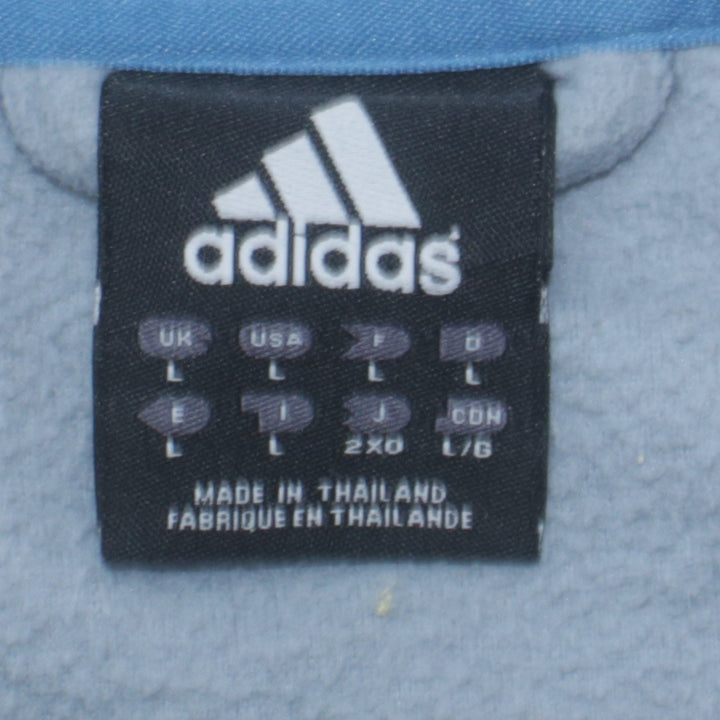 adidas
UK USA F D
L L L L
E I J CDN
L L 2XO L/G
MADE IN THAILAND
FABRIQUE EN THAILANDE